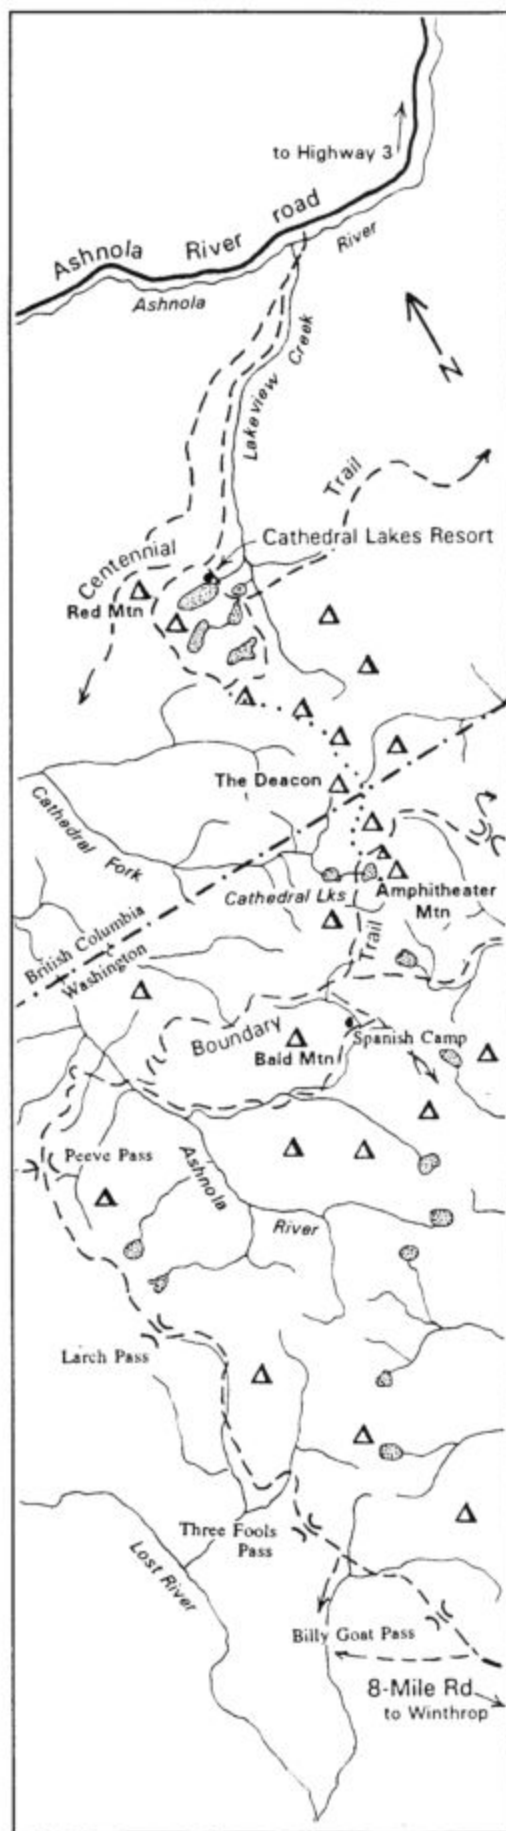 to Highway 3
Ashnola River road
Ashnola River
N
Lakeview Creek
Trail
Centennial
Cathedral Lakes Resort
Red Mtn
The Deacon
Cathedral Fork
Cathedral Lks
Amphitheater
Mtn
British Columbia
Washington
Trail
Boundary
Spanish Camp
Bald Mtn
Peeve Pass
Ashnola
River
Larch Pass
Three Fools
Pass
Lost River
Billy Goat Pass
8-Mile Rd
to Winthrop